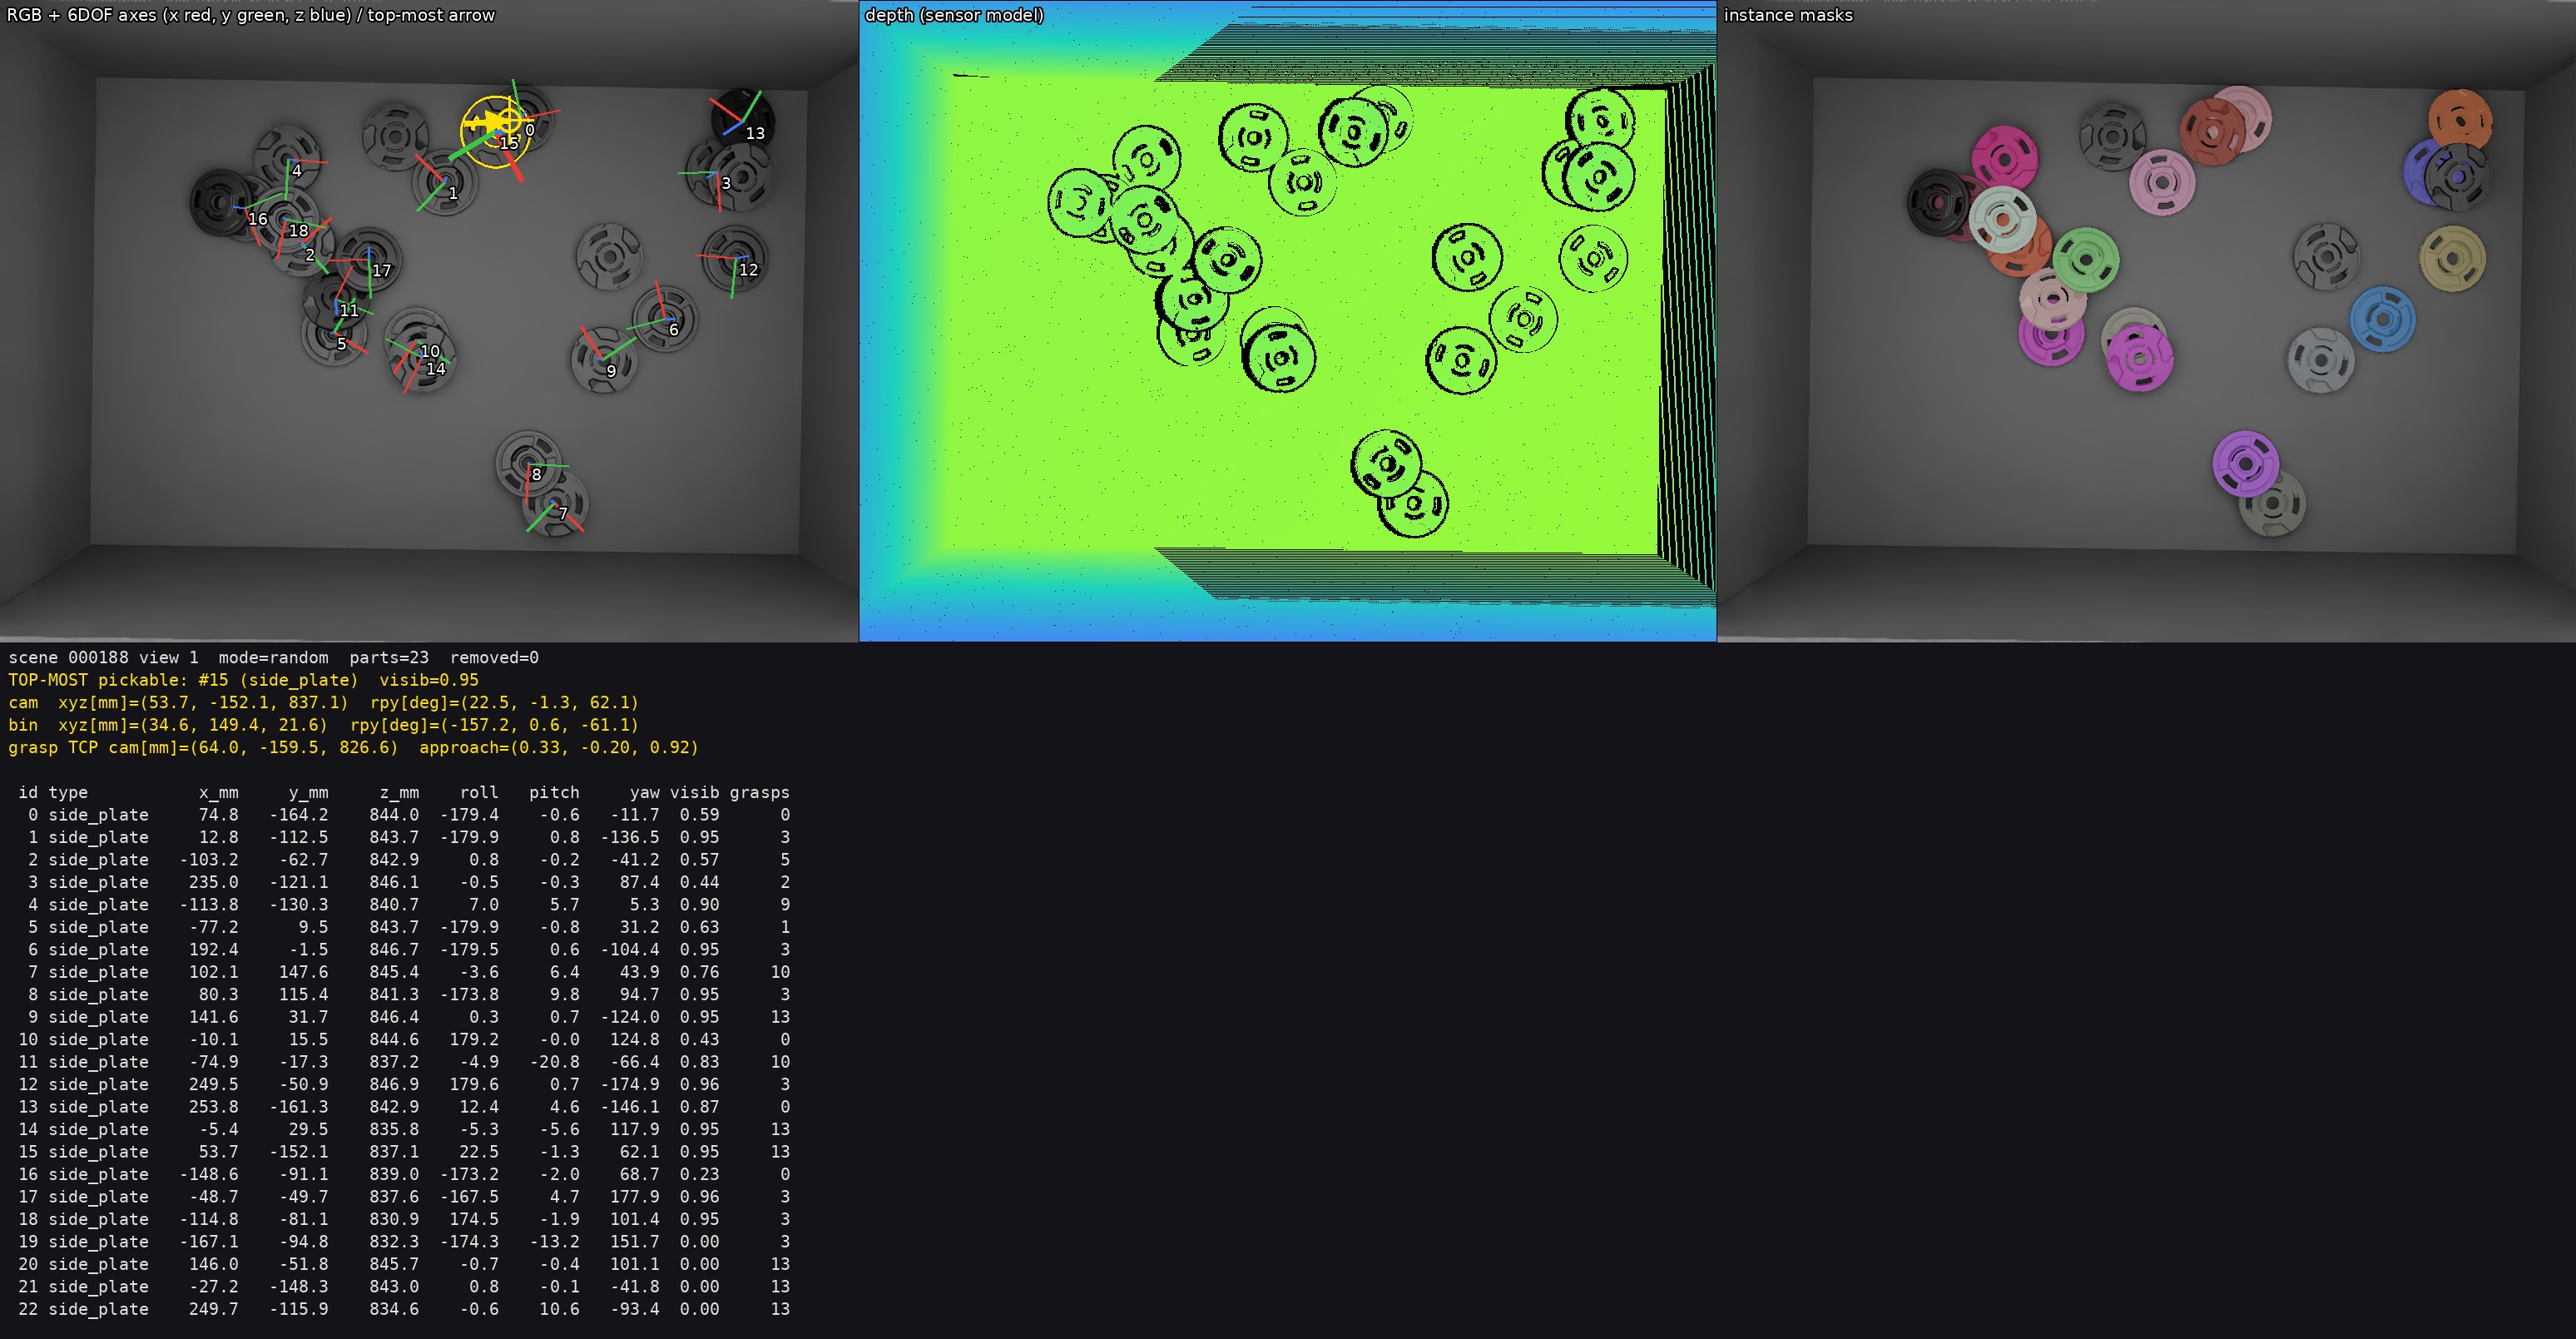 RGB + 6DOF axes (x red, y green, z blue) / top-most arrow
depth (sensor model)
instance masks
0
13
15
4
1
3
16
18
2
17
12
11
6
5
10
14
9
8
7
scene 000188 view 1 mode=random parts=23 removed=0
TOP-MOST pickable: #15 (side_plate) visib=0.95
cam xyz[mm]=(53.7, -152.1, 837.1) rpy[deg]=(22.5, -1.3, 62.1)
bin xyz[mm]=(34.6, 149.4, 21.6) rpy[deg]=(-157.2, 0.6, -61.1)
grasp TCP cam[mm]=(64.0, -159.5, 826.6) approach=(0.33, -0.20, 0.92)
id type x_mm y_mm z_mm roll pitch yaw visib grasps
0 side_plate 74.8 -164.2 844.0 -179.4 -0.6 -11.7 0.59 0
1 side_plate 12.8 -112.5 843.7 -179.9 0.8 -136.5 0.95 3
2 side_plate -103.2 -62.7 842.9 0.8 -0.2 -41.2 0.57 5
3 side_plate 235.0 -121.1 846.1 -0.5 -0.3 87.4 0.44 2
4 side_plate -113.8 -130.3 840.7 7.0 5.7 5.3 0.90 9
5 side_plate -77.2 9.5 843.7 -179.9 -0.8 31.2 0.63 1
6 side_plate 192.4 -1.5 846.7 -179.5 0.6 -104.4 0.95 3
7 side_plate 102.1 147.6 845.4 -3.6 6.4 43.9 0.76 10
8 side_plate 80.3 115.4 841.3 -173.8 9.8 94.7 0.95 3
9 side_plate 141.6 31.7 846.4 0.3 0.7 -124.0 0.95 13
10 side_plate -10.1 15.5 844.6 179.2 -0.0 124.8 0.43 0
11 side_plate -74.9 -17.3 837.2 -4.9 -20.8 -66.4 0.83 10
12 side_plate 249.5 -50.9 846.9 179.6 0.7 -174.9 0.96 3
13 side_plate 253.8 -161.3 842.9 12.4 4.6 -146.1 0.87 0
14 side_plate -5.4 29.5 835.8 -5.3 -5.6 117.9 0.95 13
15 side_plate 53.7 -152.1 837.1 22.5 -1.3 62.1 0.95 13
16 side_plate -148.6 -91.1 839.0 -173.2 -2.0 68.7 0.23 0
17 side_plate -48.7 -49.7 837.6 -167.5 4.7 177.9 0.96 3
18 side_plate -114.8 -81.1 830.9 174.5 -1.9 101.4 0.95 3
19 side_plate -167.1 -94.8 832.3 -174.3 -13.2 151.7 0.00 3
20 side_plate 146.0 -51.8 845.7 -0.7 -0.4 101.1 0.00 13
21 side_plate -27.2 -148.3 843.0 0.8 -0.1 -41.8 0.00 13
22 side_plate 249.7 -115.9 834.6 -0.6 10.6 -93.4 0.00 13